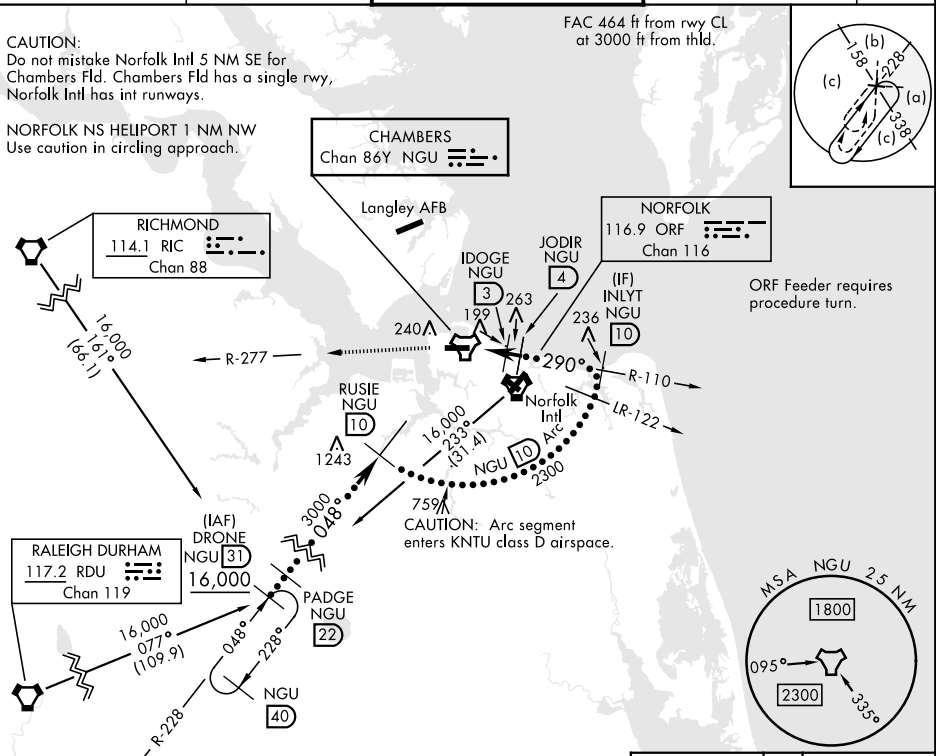 CAUTION:
Do not mistake Norfolk Intl 5 NM SE for
Chambers Fld. Chambers Fld has a single rwy,
Norfolk Intl has int runways.
NORFOLK NS HELIPORT 1 NM NW
Use caution in circling approach.
FAC 464 ft from rwy CL
at 3000 ft from thld.
158
(b)
228
(c)
(a)
(c)
338
CHAMBERS
Chan 86Y NGU
Langley AFB
RICHMOND
114.1 RIC
Chan 88
NORFOLK
116.9 ORF
Chan 116
IDOGE
NGU
3
JODIR
NGU
4
(IF)
INLYT
NGU
10
ORF Feeder requires
procedure turn.
263
199
240
236
16,000
161°
(66.1)
R-277
290°
R-110
LR-122
Norfolk
Intl
RUSIE
NGU
10
1243
16,000
233°
(31.4)
NGU 10 Arc
2300
759
CAUTION: Arc segment
enters KNTU class D airspace.
3000
048°
(IAF)
DRONE
NGU 31
16,000
RALEIGH DURHAM
117.2 RDU
Chan 119
PADGE
NGU
22
16,000
077°
(109.9)
048°
228°
NGU
40
R-228
MSA NGU 25 NM
1800
095°
2300
335°